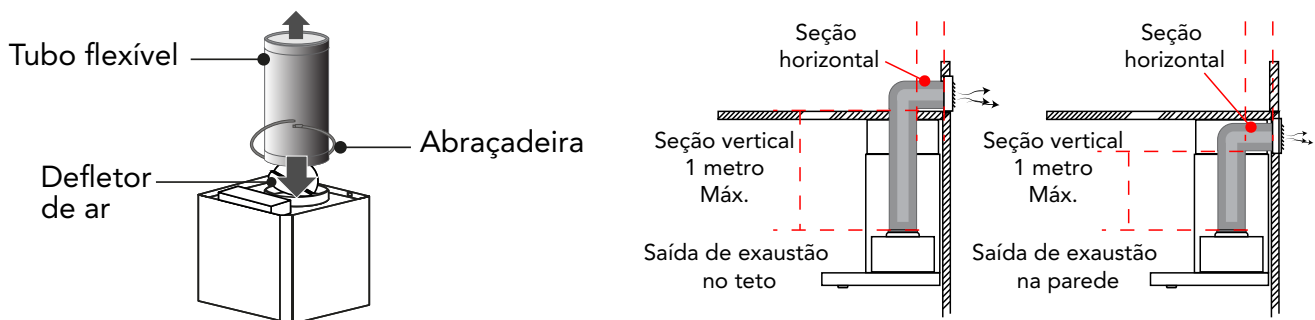 Tubo flexível
Abraçadeira
Defletor
de ar
Seção
horizontal
Seção vertical
1 metro
Máx.
Saída de exaustão
no teto
Seção
horizontal
Seção vertical
1 metro
Máx.
Saída de exaustão
na parede